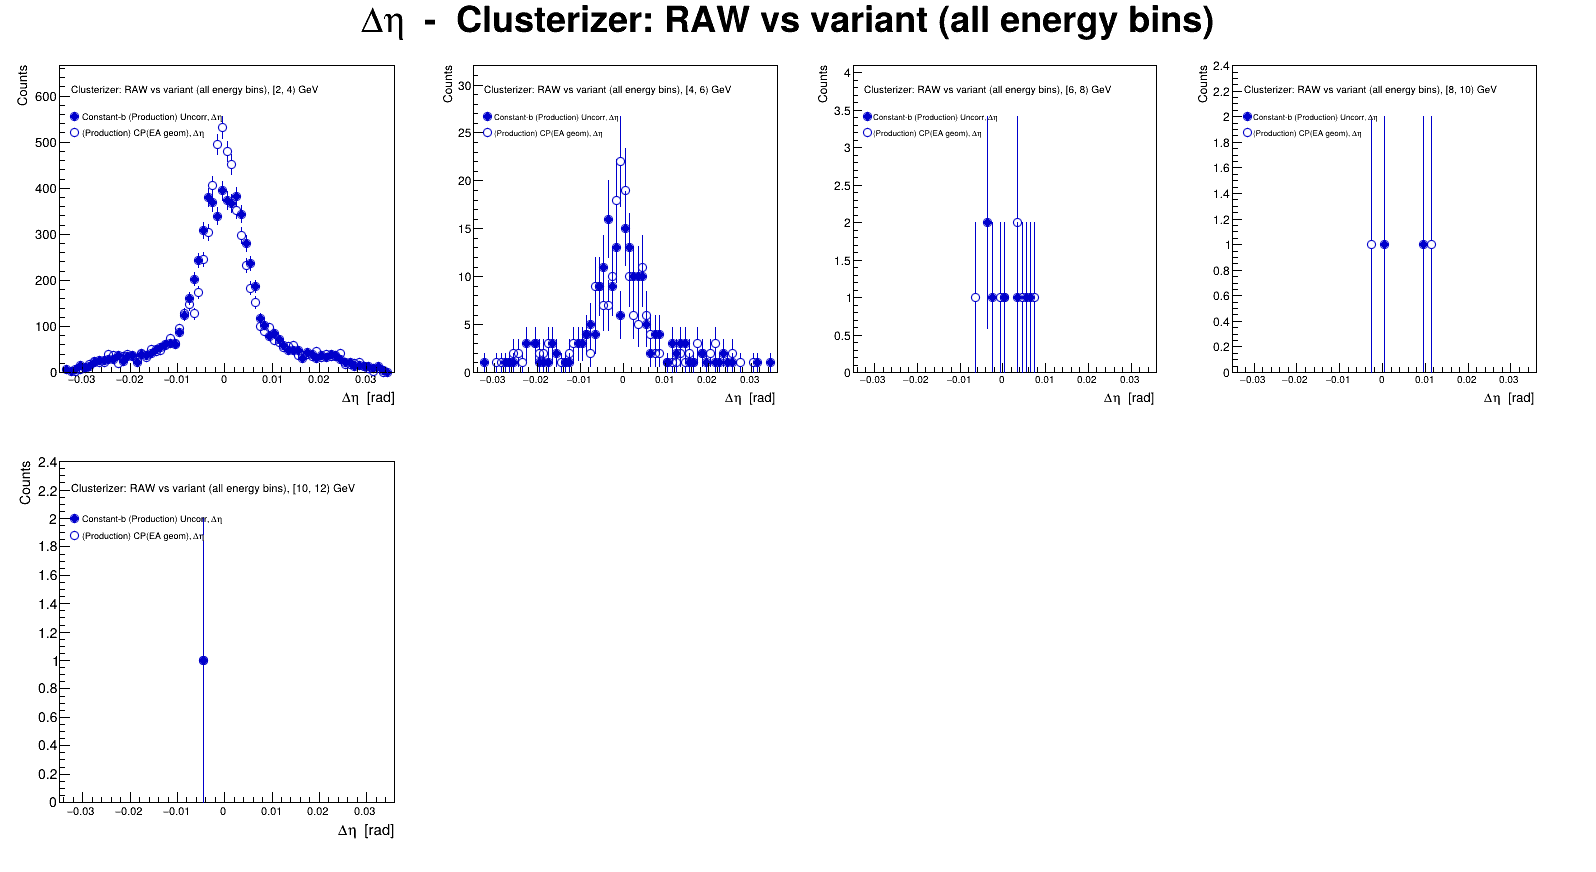 Δη - Clusterizer: RAW vs variant (all energy bins)
Counts
Clusterizer: RAW vs variant (all energy bins), [2, 4) GeV
Constant-b (Production) Uncorr, Δη
(Production) CP(EA geom), Δη
600
500
400
300
200
100
0
−0.03 −0.02 −0.01 0 0.01 0.02 0.03
Δη [rad]
Counts
Clusterizer: RAW vs variant (all energy bins), [4, 6) GeV
Constant-b (Production) Uncorr, Δη
(Production) CP(EA geom), Δη
30
25
20
15
10
5
0
−0.03 −0.02 −0.01 0 0.01 0.02 0.03
Δη [rad]
Counts
Clusterizer: RAW vs variant (all energy bins), [6, 8) GeV
Constant-b (Production) Uncorr, Δη
(Production) CP(EA geom), Δη
4
3.5
3
2.5
2
1.5
1
0.5
0
−0.03 −0.02 −0.01 0 0.01 0.02 0.03
Δη [rad]
Counts
Clusterizer: RAW vs variant (all energy bins), [8, 10) GeV
Constant-b (Production) Uncorr, Δη
(Production) CP(EA geom), Δη
2.4
2.2
2
1.8
1.6
1.4
1.2
1
0.8
0.6
0.4
0.2
0
−0.03 −0.02 −0.01 0 0.01 0.02 0.03
Δη [rad]
Counts
Clusterizer: RAW vs variant (all energy bins), [10, 12) GeV
Constant-b (Production) Uncorr, Δη
(Production) CP(EA geom), Δη
2.4
2.2
2
1.8
1.6
1.4
1.2
1
0.8
0.6
0.4
0.2
0
−0.03 −0.02 −0.01 0 0.01 0.02 0.03
Δη [rad]